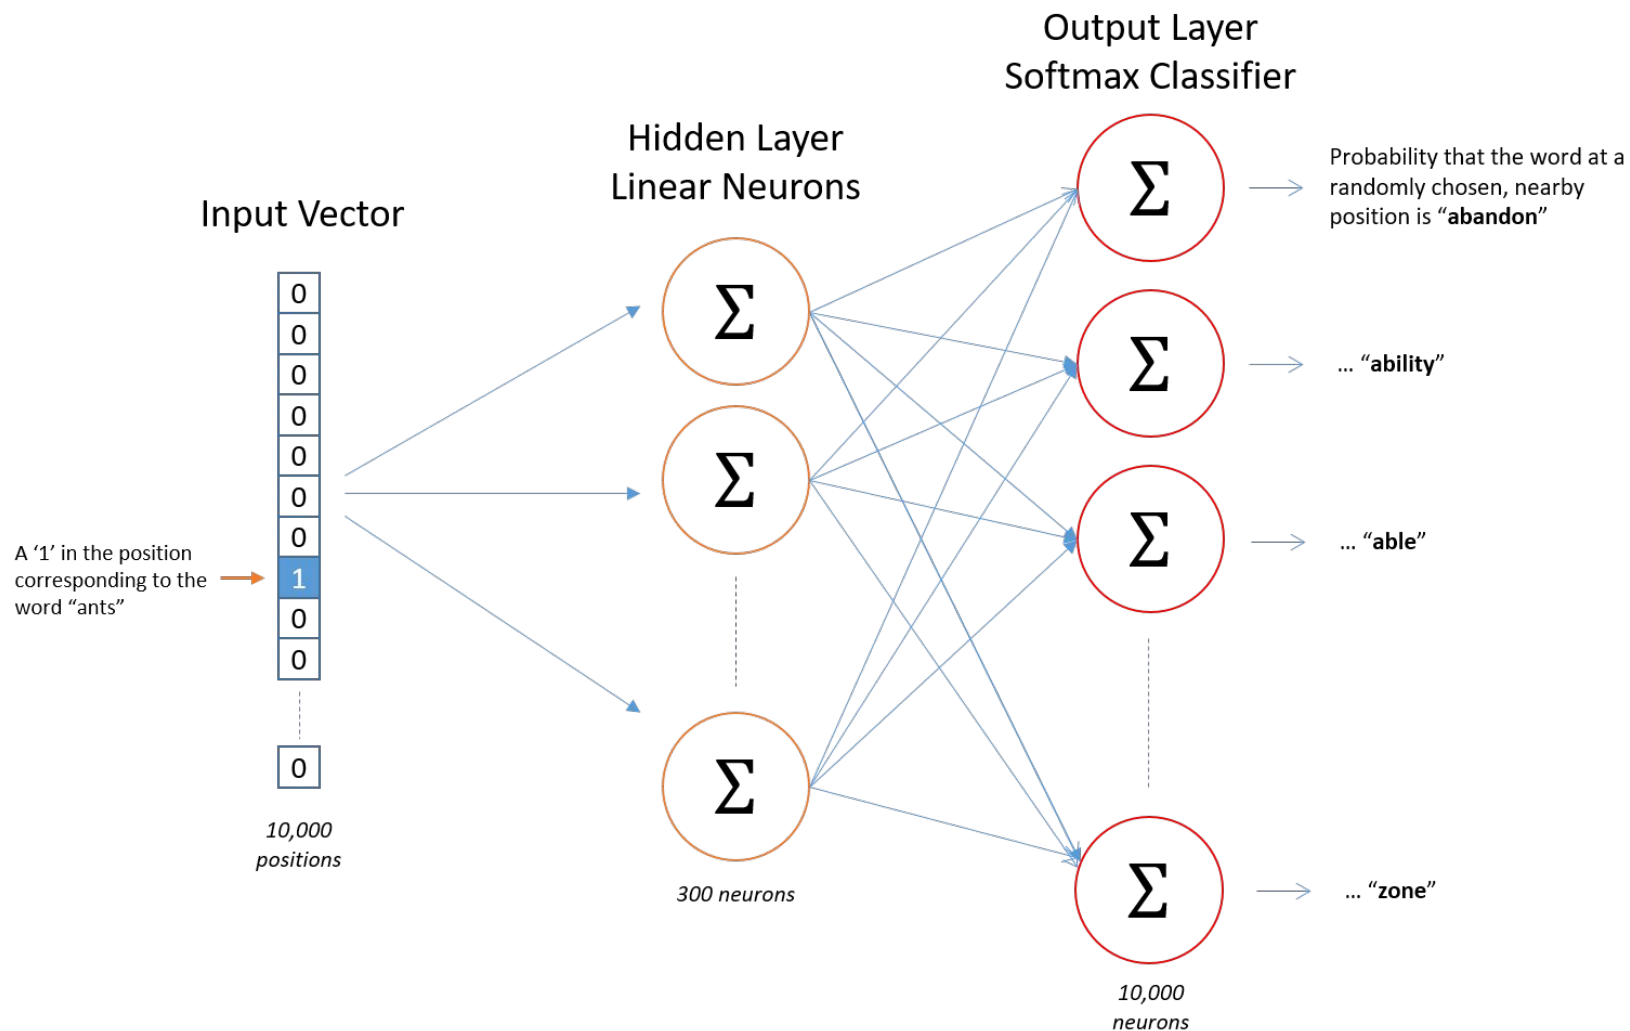 Output Layer
Softmax Classifier
Hidden Layer
Linear Neurons
Input Vector
0
0
0
0
0
0
0
1
0
0
0
A ‘1’ in the position
corresponding to the
word “ants”
10,000
positions
Σ
Σ
Σ
300 neurons
Σ
Σ
Σ
Σ
10,000
neurons
Probability that the word at a
randomly chosen, nearby
position is “abandon”
... “ability”
... “able”
... “zone”